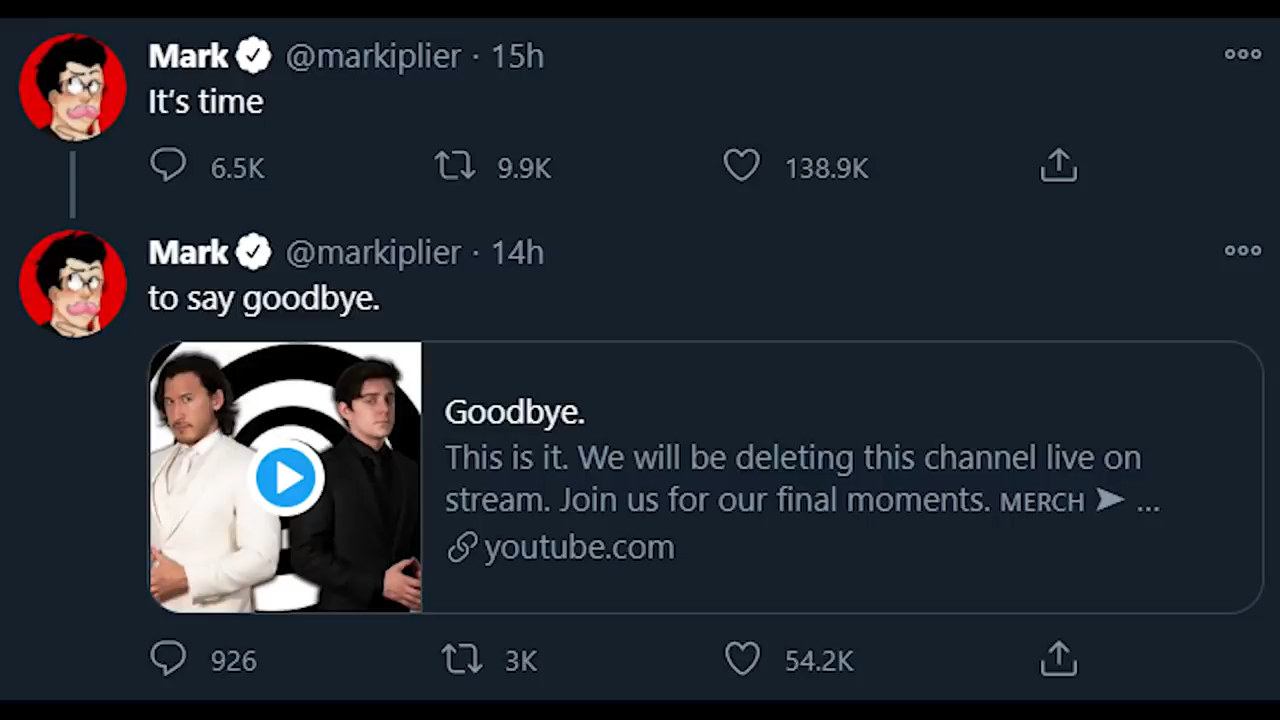 Mark @markiplier · 15h
It's time
6.5K 9.9K 138.9K
Mark @markiplier · 14h
to say goodbye.
Goodbye.
This is it. We will be deleting this channel live on
stream. Join us for our final moments. ᴍᴇʀᴄʜ ➤ ...
youtube.com
926 3K 54.2K